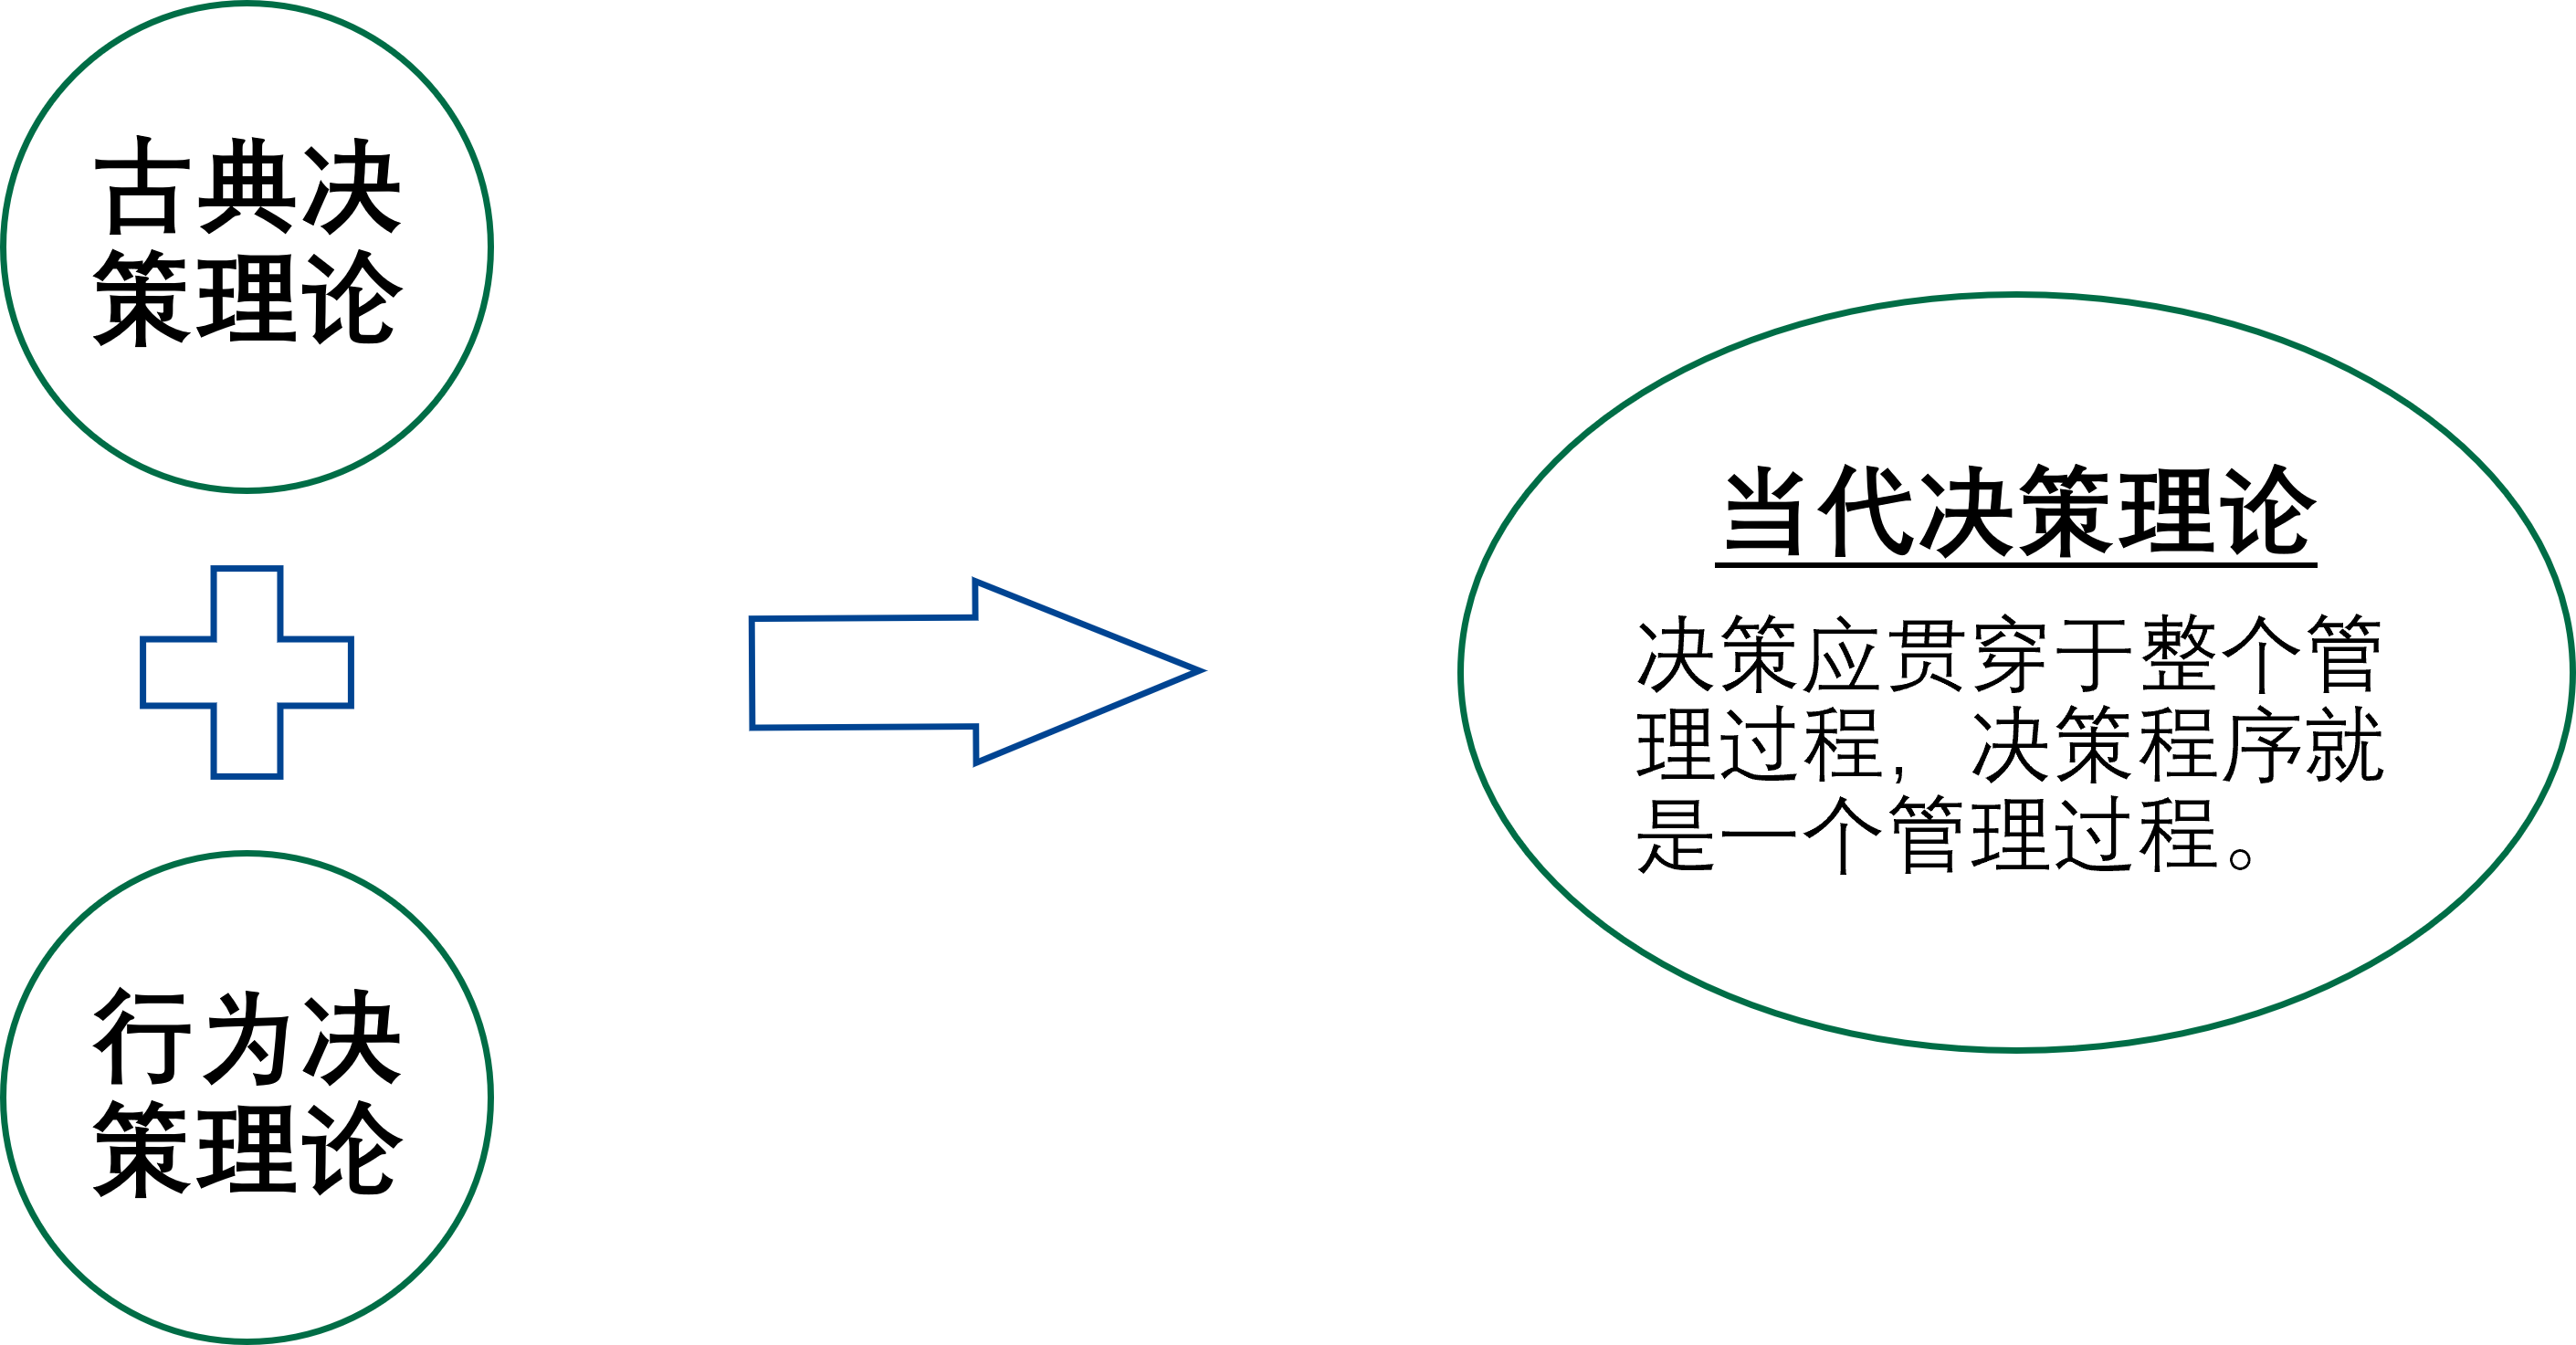 古典决
策理论
行为决
策理论
当代决策理论
决策应贯穿于整个管
理过程，决策程序就
是一个管理过程。